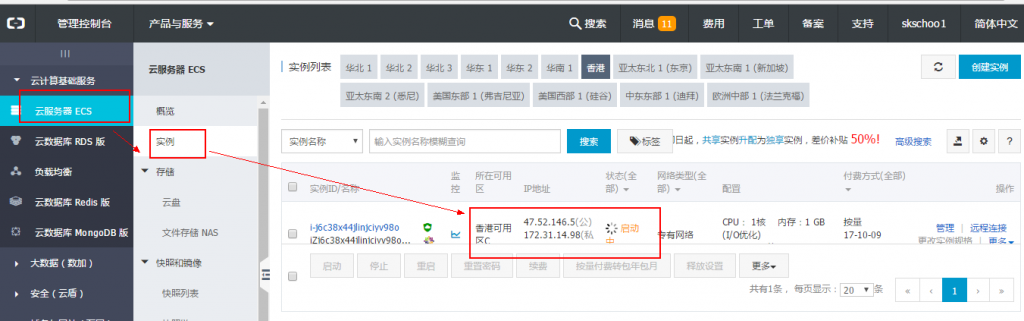 管理控制台 产品与服务 搜索 消息 11 费用 工单 备案 支持 skschoo1 简体中文
云计算基础服务
云服务器 ECS
云数据库 RDS 版
负载均衡
云数据库 Redis 版
云数据库 MongoDB 版
大数据（数加）
安全（云盾）
云服务器 ECS
概览
实例
存储
云盘
文件存储 NAS
快照和镜像
快照列表
实例列表 华北 1 华北 2 华北 3 华东 1 华东 2 华南 1 香港 亚太东北 1 (东京) 亚太东南 1 (新加坡) 创建实例
亚太东南 2 (悉尼) 美国东部 1 (弗吉尼亚) 美国西部 1 (硅谷) 中东东部 1 (迪拜) 欧洲中部 1 (法兰克福)
实例名称 输入实例名称模糊查询 搜索 标签 日起，共享实例升配为独享实例，差价补贴 50%! 高级搜索 ?
实例ID/名称 监控 所在可用区 IP地址 状态(全部) 网络类型(全部) 配置 付费方式(全部) 操作
i-j6c38x44jlinjciyv98o 香港可用区C 47.52.146.5(公) 启动中 专有网络 CPU： 1核 内存：1 GB 按量 管理 | 远程连接
iZj6c38x44jlinjciyv98o... 172.31.14.98(私 (I/O优化) 17-10-09 更改实例规格 | 更多
启动 停止 重启 重置密码 续费 按量付费转包年包月 释放设置 更多
共有1条， 每页显示： 20 条 « ‹ 1 › »